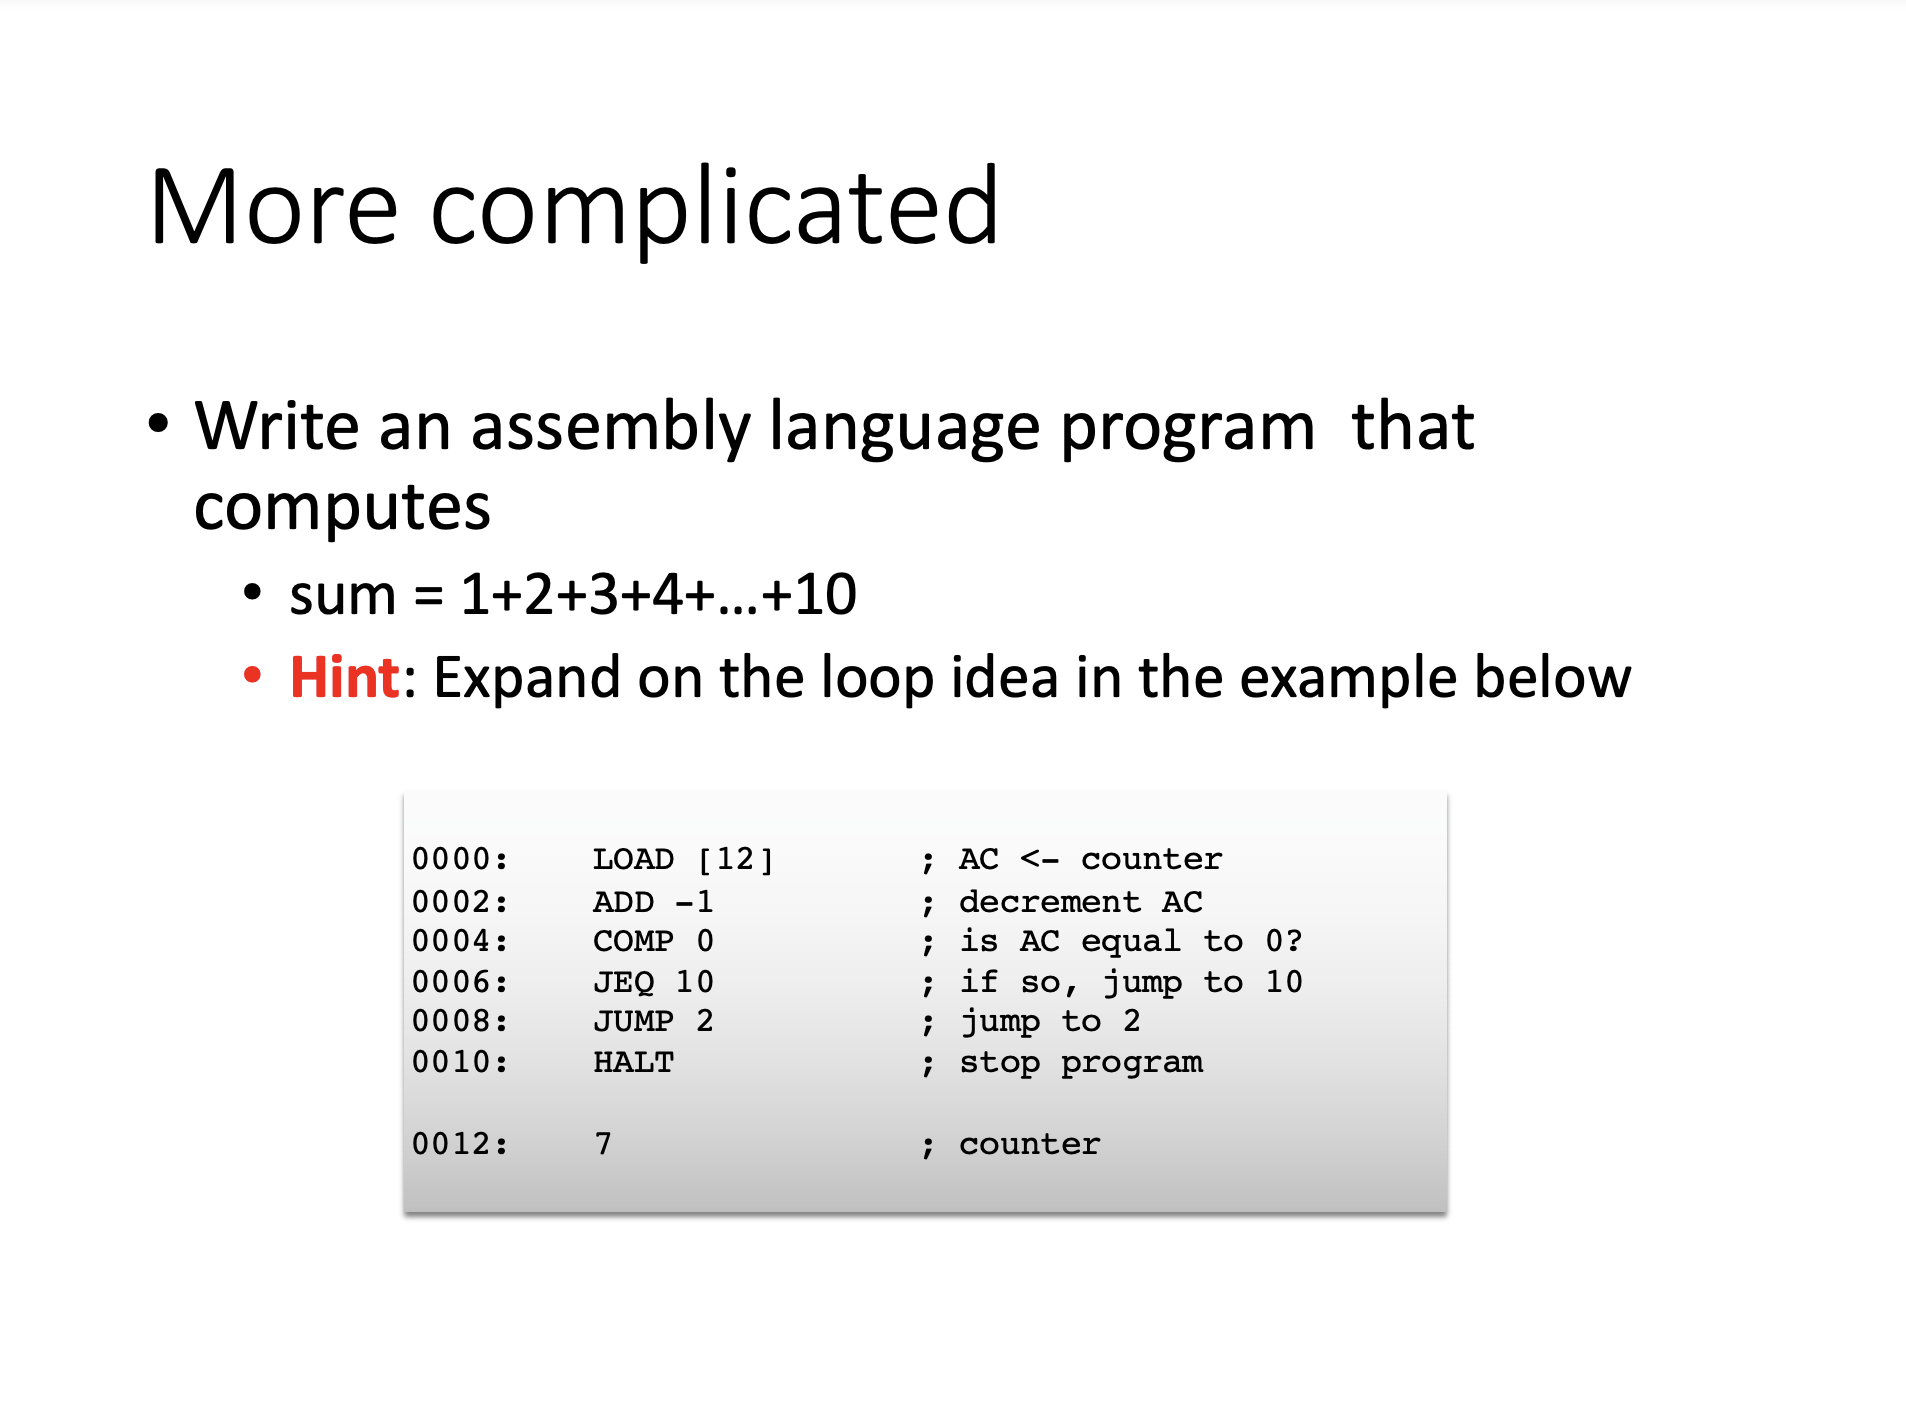 More complicated
• Write an assembly language program  that
computes
• sum = 1+2+3+4+...+10
• Hint: Expand on the loop idea in the example below
0000:    LOAD [12]       ; AC <- counter
0002:    ADD -1          ; decrement AC
0004:    COMP 0          ; is AC equal to 0?
0006:    JEQ 10          ; if so, jump to 10
0008:    JUMP 2          ; jump to 2
0010:    HALT            ; stop program
0012:    7               ; counter